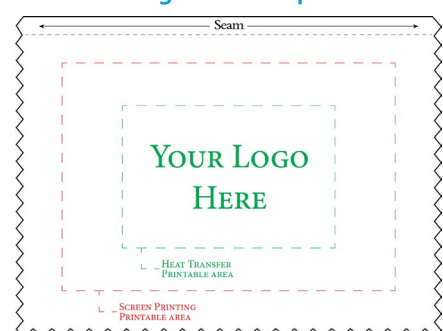 Seam
YOUR LOGO
HERE
HEAT TRANSFER
PRINTABLE AREA
SCREEN PRINTING
PRINTABLE AREA